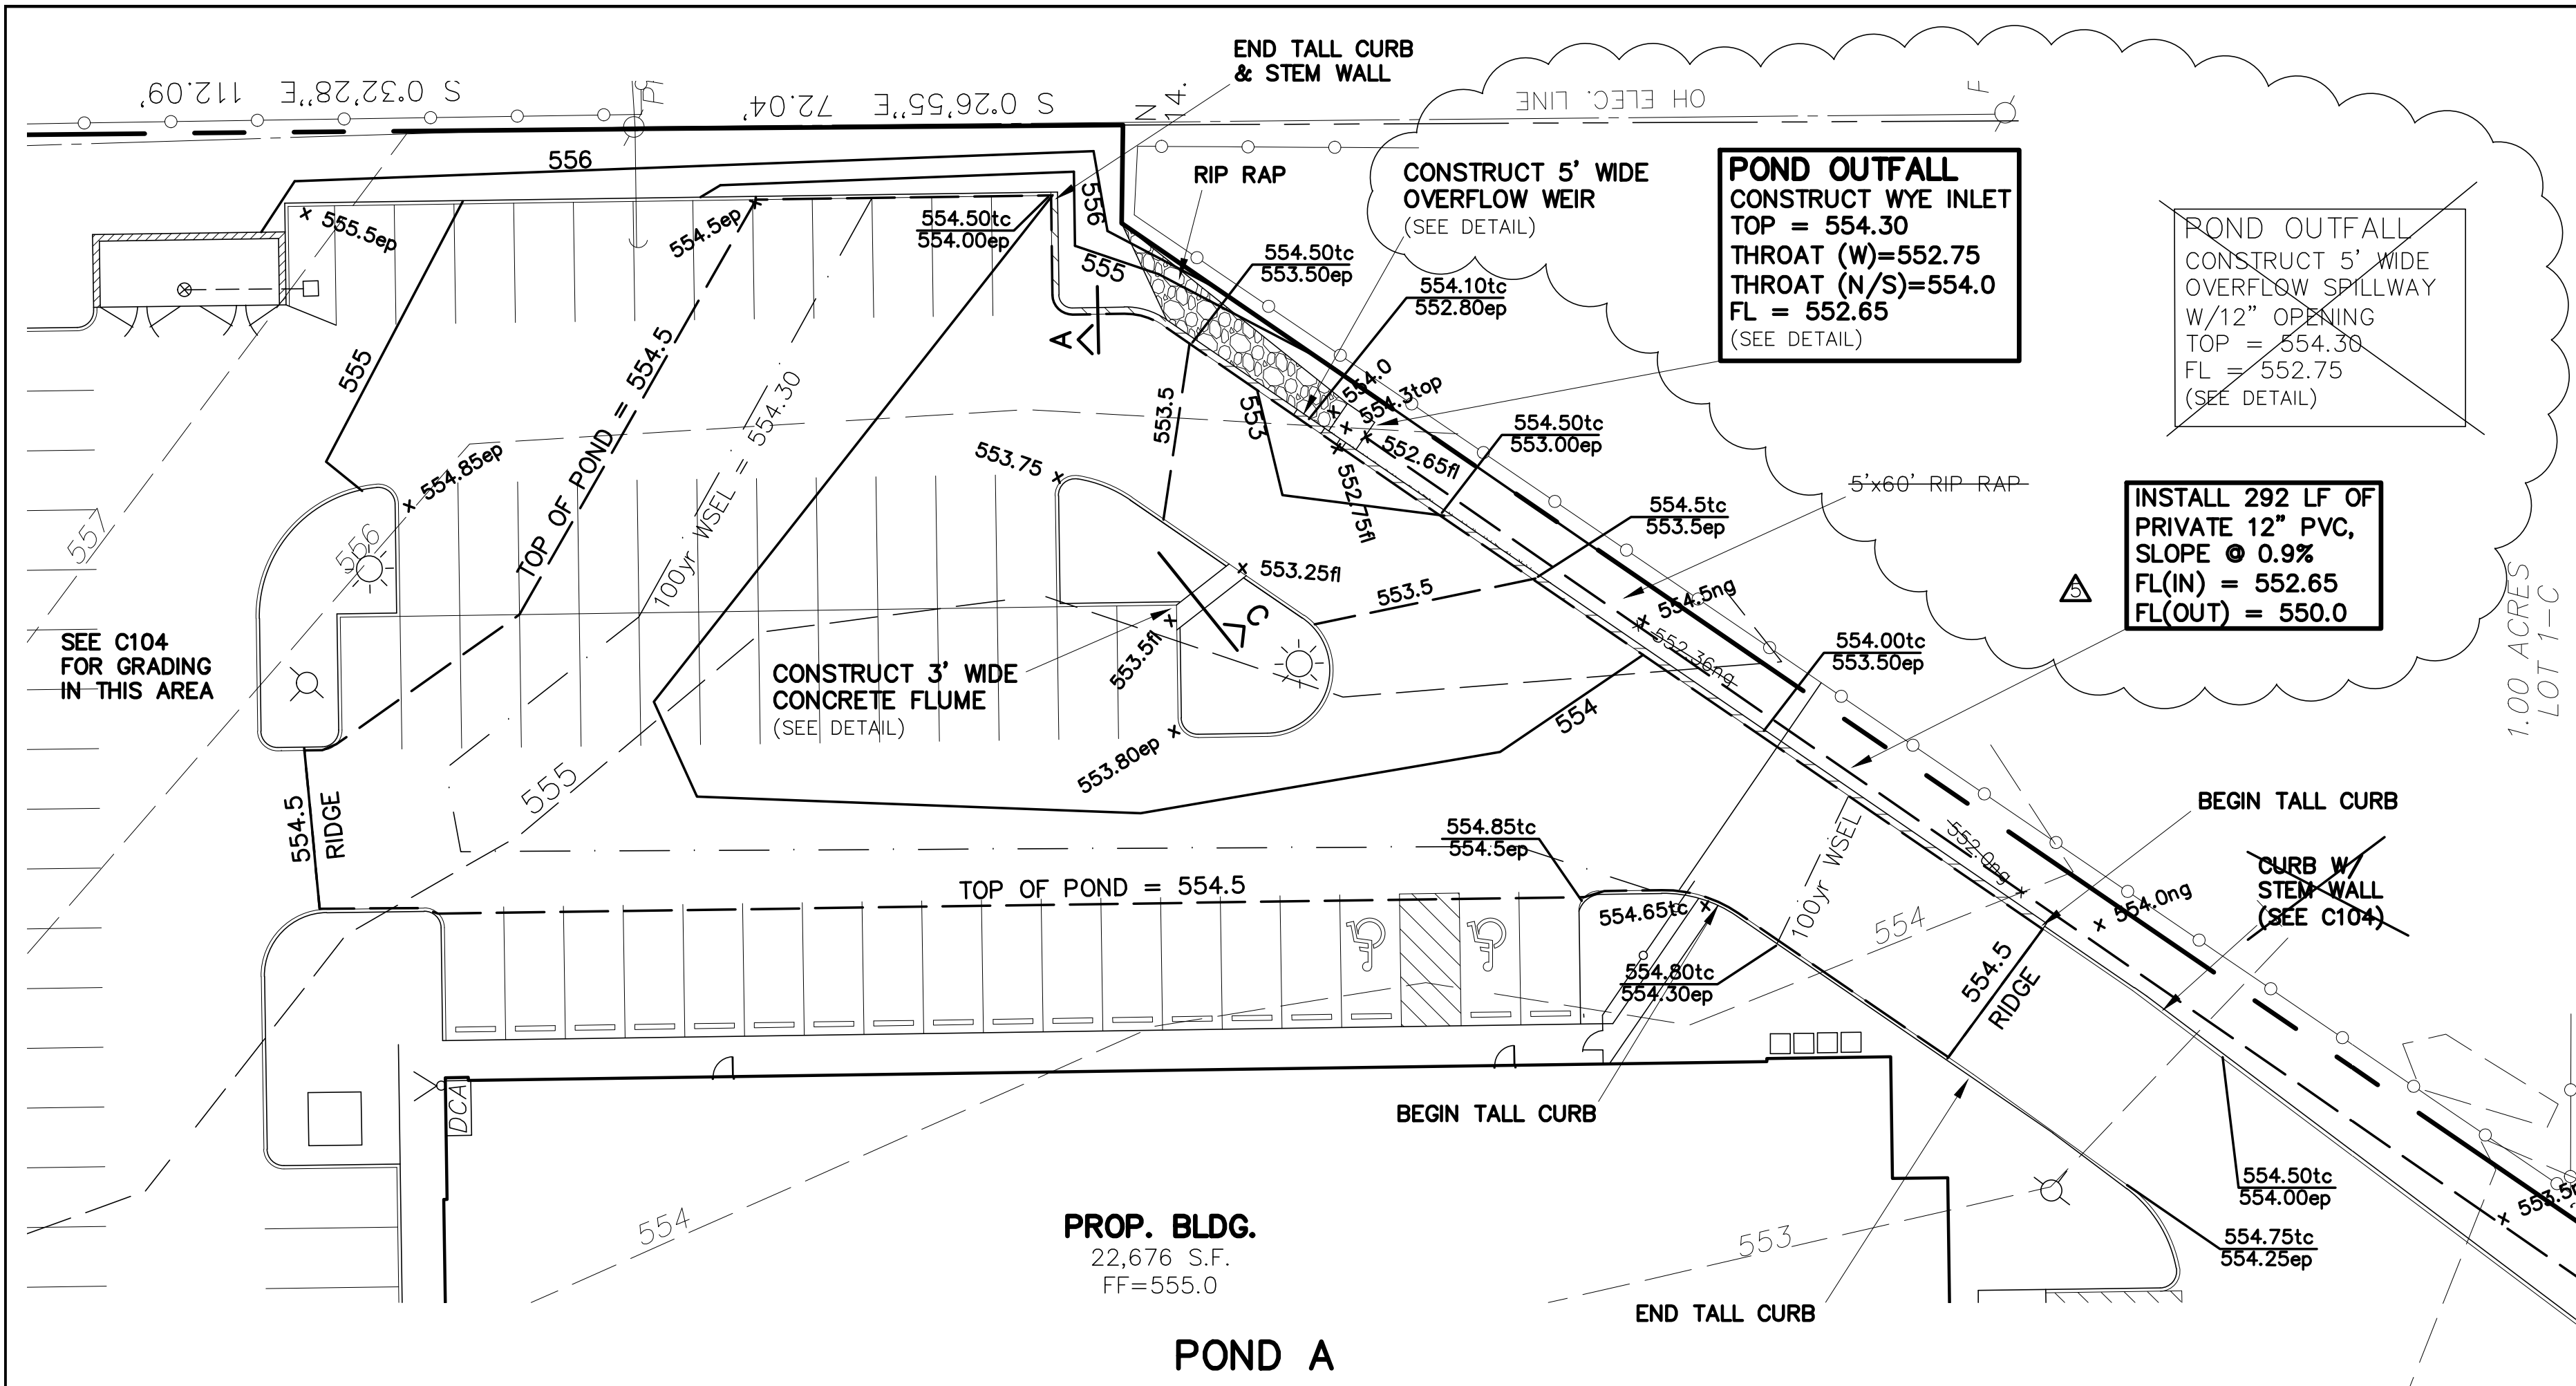 END TALL CURB
& STEM WALL
S 0°32'28"E 112.09'
S 0°26'55"E 72.04'
N
14.
OH ELEC. LINE
F
556
RIP RAP
CONSTRUCT 5' WIDE
OVERFLOW WEIR
(SEE DETAIL)
POND OUTFALL
CONSTRUCT WYE INLET
TOP = 554.30
THROAT (W)=552.75
THROAT (N/S)=554.0
FL = 552.65
(SEE DETAIL)
POND OUTFALL
CONSTRUCT 5' WIDE
OVERFLOW SPILLWAY
W/12" OPENING
TOP = 554.30
FL = 552.75
(SEE DETAIL)
555.5ep
554.5ep
554.50tc
554.00ep
556
555
554.50tc
553.50ep
554.10tc
552.80ep
A
555
TOP OF POND = 554.5
100yr WSEL = 554.30
553.5
553
554.0
554.3top
552.65fl
552.75fl
554.50tc
553.00ep
554.85ep
553.75
5'x60' RIP RAP
554.5tc
553.5ep
INSTALL 292 LF OF
PRIVATE 12" PVC,
SLOPE @ 0.9%
FL(IN) = 552.65
FL(OUT) = 550.0
5
1.00 ACRES
LOT 1-C
557
556
553.25fl
C
553.5
553.5fl
554.5ng
552.36ng
554.00tc
553.50ep
SEE C104
FOR GRADING
IN THIS AREA
CONSTRUCT 3' WIDE
CONCRETE FLUME
(SEE DETAIL)
553.80ep
554
555
554.5
RIDGE
BEGIN TALL CURB
554.85tc
554.5ep
100yr WSEL
552.0ng
CURB W/
STEM WALL
(SEE C104)
TOP OF POND = 554.5
554.65tc
554
554.0ng
554.80tc
554.30ep
554.5
RIDGE
DCA
BEGIN TALL CURB
554.50tc
554.00ep
554
PROP. BLDG.
22,676 S.F.
FF=555.0
553
554.75tc
554.25ep
END TALL CURB
POND A